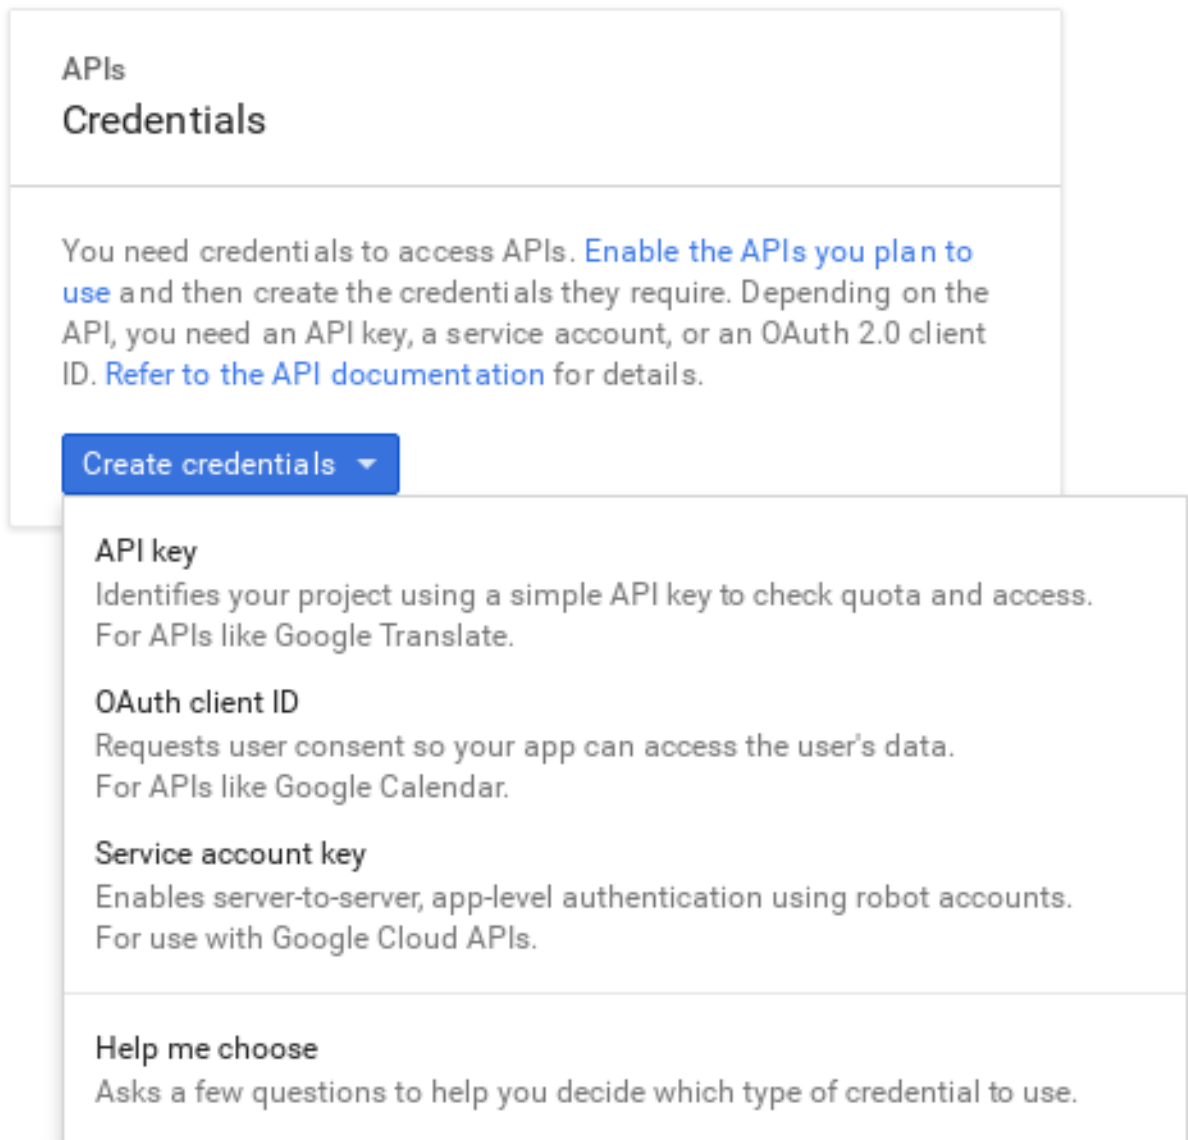 APIs
Credentials
You need credentials to access APIs. Enable the APIs you plan to
use and then create the credentials they require. Depending on the
API, you need an API key, a service account, or an OAuth 2.0 client
ID. Refer to the API documentation for details.
Create credentials
API key
Identifies your project using a simple API key to check quota and access.
For APIs like Google Translate.
OAuth client ID
Requests user consent so your app can access the user's data.
For APIs like Google Calendar.
Service account key
Enables server-to-server, app-level authentication using robot accounts.
For use with Google Cloud APIs.
Help me choose
Asks a few questions to help you decide which type of credential to use.